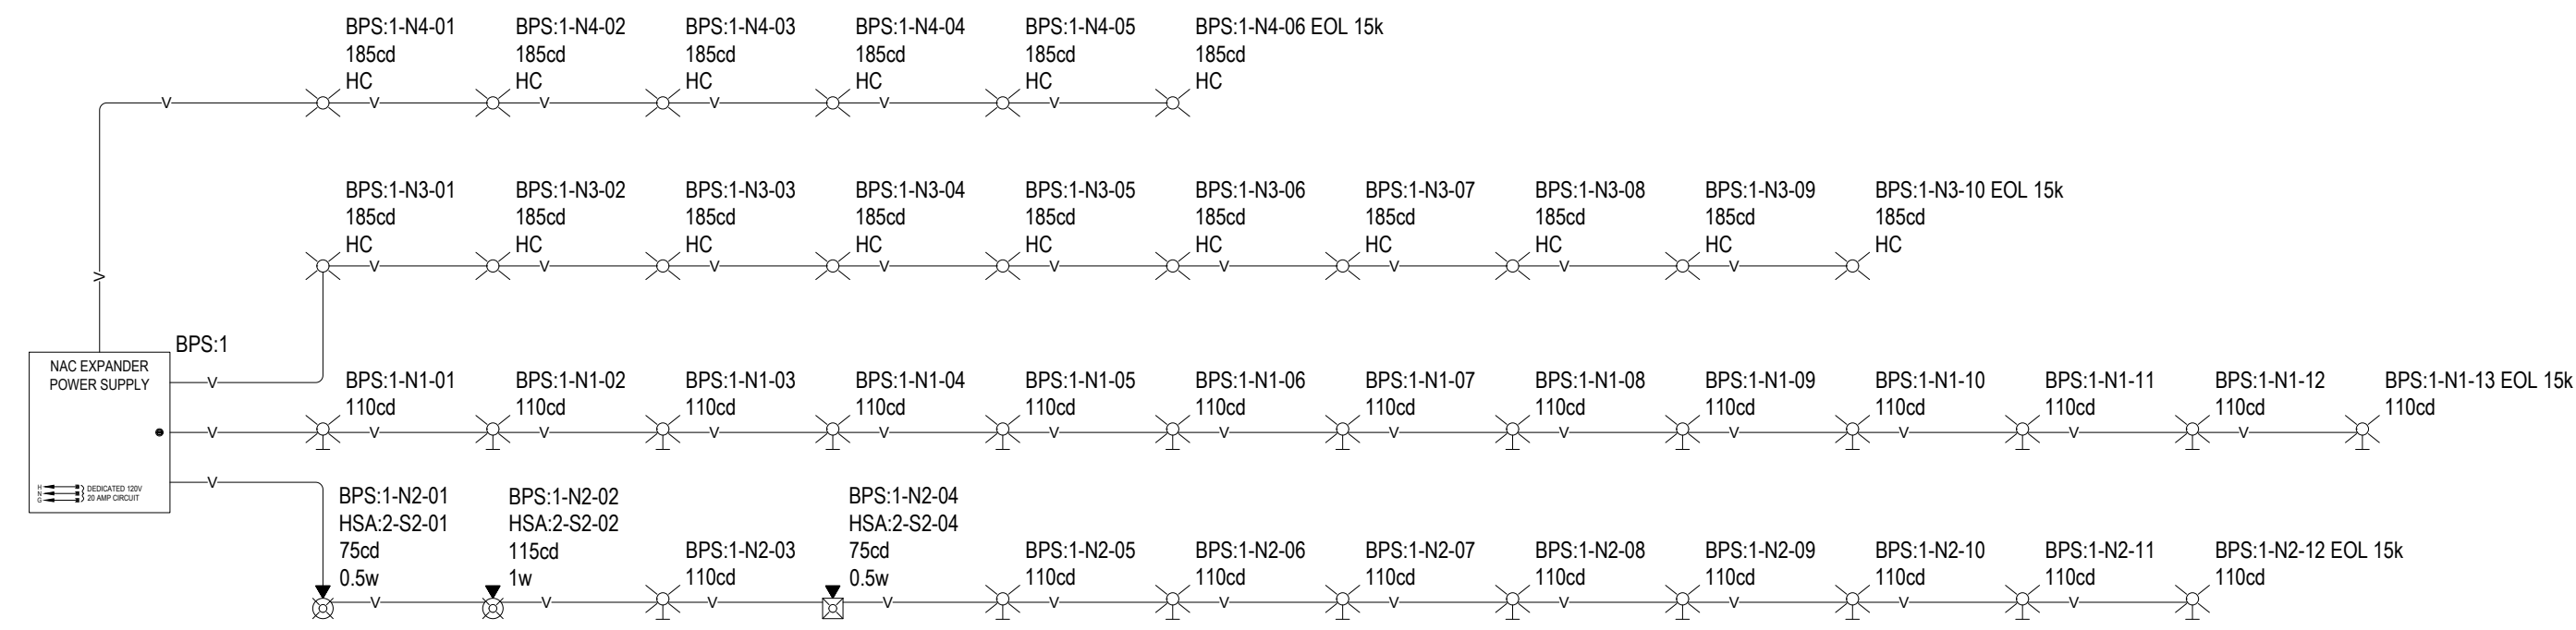 BPS:1-N4-01
185cd
HC
BPS:1-N4-02
185cd
HC
BPS:1-N4-03
185cd
HC
BPS:1-N4-04
185cd
HC
BPS:1-N4-05
185cd
HC
BPS:1-N4-06 EOL 15k
185cd
HC
V
V
V
V
V
V
V
BPS:1-N3-01
185cd
HC
BPS:1-N3-02
185cd
HC
BPS:1-N3-03
185cd
HC
BPS:1-N3-04
185cd
HC
BPS:1-N3-05
185cd
HC
BPS:1-N3-06
185cd
HC
BPS:1-N3-07
185cd
HC
BPS:1-N3-08
185cd
HC
BPS:1-N3-09
185cd
HC
BPS:1-N3-10 EOL 15k
185cd
HC
V
V
V
V
V
V
V
V
V
V
BPS:1
NAC EXPANDER
POWER SUPPLY
H
N
G
DEDICATED 120V
20 AMP CIRCUIT
BPS:1-N1-01
110cd
BPS:1-N1-02
110cd
BPS:1-N1-03
110cd
BPS:1-N1-04
110cd
BPS:1-N1-05
110cd
BPS:1-N1-06
110cd
BPS:1-N1-07
110cd
BPS:1-N1-08
110cd
BPS:1-N1-09
110cd
BPS:1-N1-10
110cd
BPS:1-N1-11
110cd
BPS:1-N1-12
110cd
BPS:1-N1-13 EOL 15k
110cd
V
V
V
V
V
V
V
V
V
V
V
V
V
BPS:1-N2-01
HSA:2-S2-01
75cd
0.5w
BPS:1-N2-02
HSA:2-S2-02
115cd
1w
BPS:1-N2-03
110cd
BPS:1-N2-04
HSA:2-S2-04
75cd
0.5w
BPS:1-N2-05
110cd
BPS:1-N2-06
110cd
BPS:1-N2-07
110cd
BPS:1-N2-08
110cd
BPS:1-N2-09
110cd
BPS:1-N2-10
110cd
BPS:1-N2-11
110cd
BPS:1-N2-12 EOL 15k
110cd
V
V
V
V
V
V
V
V
V
V
V
V